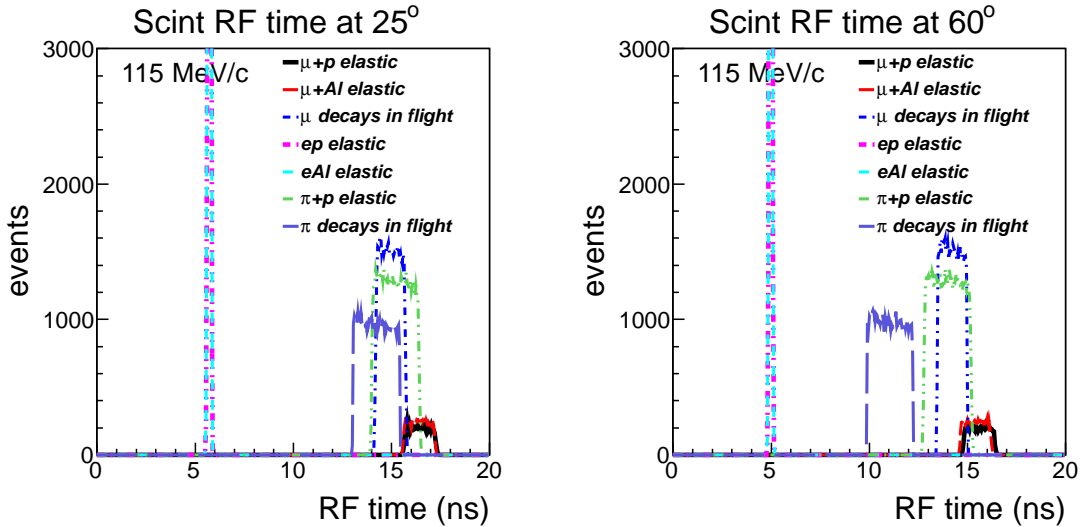 Scint RF time at 25°
3000
2000
1000
0
events
115 MeV/c
μ+p elastic
μ+Al elastic
μ decays in flight
ep elastic
eAl elastic
π+p elastic
π decays in flight
0 5 10 15 20
RF time (ns)
Scint RF time at 60°
3000
2000
1000
0
events
115 MeV/c
μ+p elastic
μ+Al elastic
μ decays in flight
ep elastic
eAl elastic
π+p elastic
π decays in flight
0 5 10 15 20
RF time (ns)